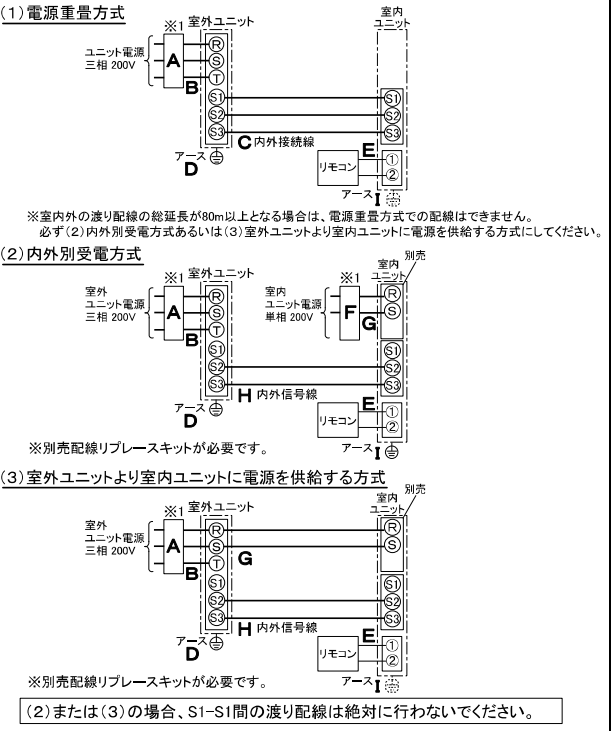 (1)電源重畳方式
※1 室外ユニット
室内
ユニット
ユニット電源
三相 200V
A
B
R
S
T
S1
S2
S3
S1
S2
S3
C 内外接続線
アース
D
リモコン
E
①
②
アース
I
※室内外の渡り配線の総延長が80m以上となる場合は、電源重畳方式での配線はできません。
必ず(2)内外別受電方式あるいは(3)室外ユニットより室内ユニットに電源を供給する方式にしてください。
(2)内外別受電方式
※1 室外ユニット
室外
ユニット電源
三相 200V
A
B
R
S
T
S1
S2
S3
室内
ユニット電源
単相 200V
※1
F
G
室内
ユニット
別売
R
S
S1
S2
S3
H 内外信号線
アース
D
リモコン
E
①
②
アース
I
※別売配線リプレースキットが必要です。
(3)室外ユニットより室内ユニットに電源を供給する方式
※1 室外ユニット
室外
ユニット電源
三相 200V
A
B
R
S
T
S1
S2
S3
G
室内
ユニット
別売
R
S
S1
S2
S3
H 内外信号線
アース
D
リモコン
E
①
②
アース
I
※別売配線リプレースキットが必要です。
(2)または(3)の場合、S1-S1間の渡り配線は絶対に行わないでください。